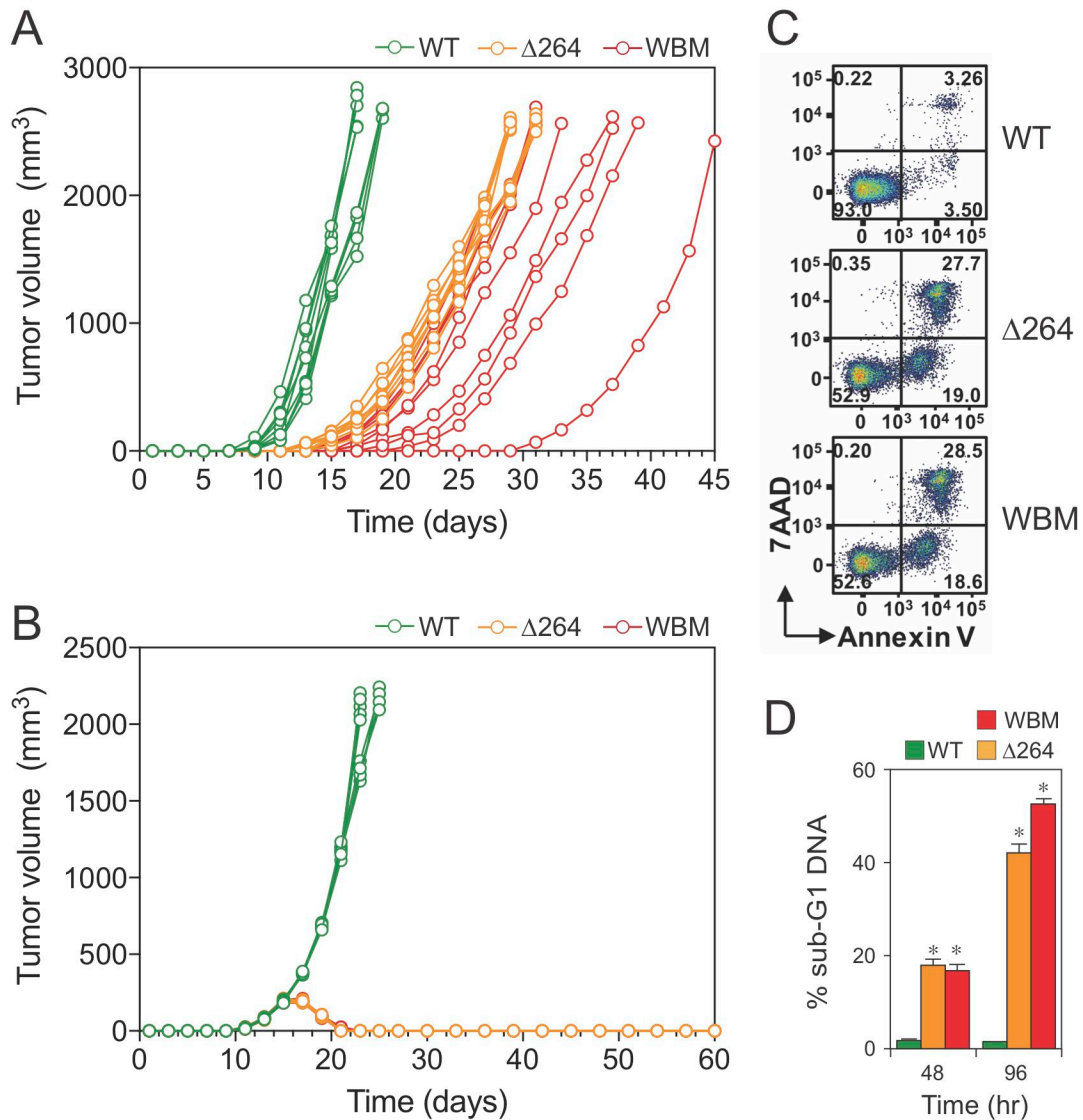 A
WT Δ264 WBM
Tumor volume (mm³)
3000
2000
1000
0
0 5 10 15 20 25 30 35 40 45
Time (days)
B
WT Δ264 WBM
Tumor volume (mm³)
2500
2000
1500
1000
500
0
0 10 20 30 40 50 60
Time (days)
C
10⁵ 0.22 3.26
10⁴
10³
0
93.0 3.50
0 10³ 10⁴ 10⁵
WT
10⁵ 0.35 27.7
10⁴
10³
0
52.9 19.0
0 10³ 10⁴ 10⁵
Δ264
10⁵ 0.20 28.5
10⁴
10³
0
52.6 18.6
0 10³ 10⁴ 10⁵
WBM
7AAD
Annexin V
D
WBM
WT Δ264
% sub-G1 DNA
60
40
20
0
* *
* *
48 96
Time (hr)